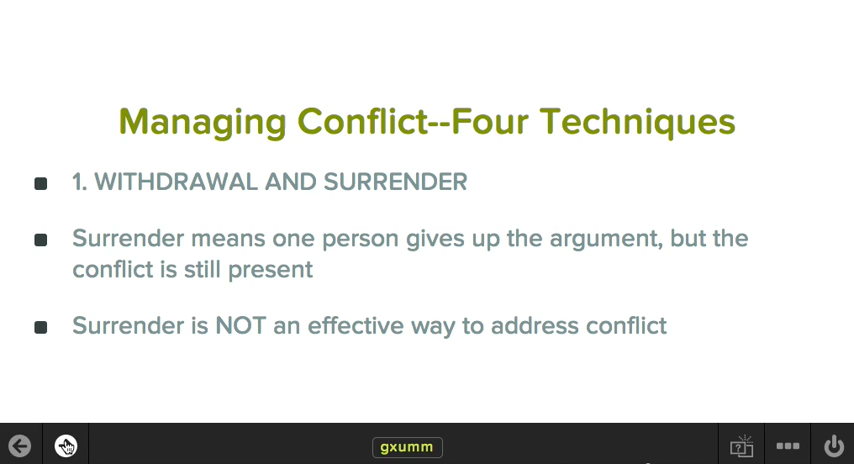 Managing Conflict--Four Techniques
1. WITHDRAWAL AND SURRENDER
Surrender means one person gives up the argument, but the
conflict is still present
Surrender is NOT an effective way to address conflict
gxumm